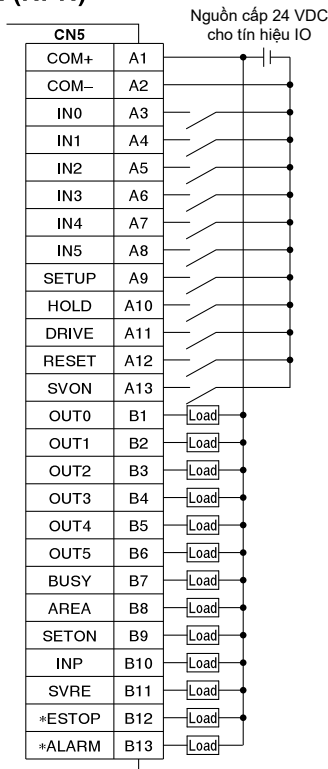 Nguồn cấp 24 VDC
cho tín hiệu IO
CN5
COM+ A1
COM– A2
IN0 A3
IN1 A4
IN2 A5
IN3 A6
IN4 A7
IN5 A8
SETUP A9
HOLD A10
DRIVE A11
RESET A12
SVON A13
OUT0 B1 Load
OUT1 B2 Load
OUT2 B3 Load
OUT3 B4 Load
OUT4 B5 Load
OUT5 B6 Load
BUSY B7 Load
AREA B8 Load
SETON B9 Load
INP B10 Load
SVRE B11 Load
*ESTOP B12 Load
*ALARM B13 Load